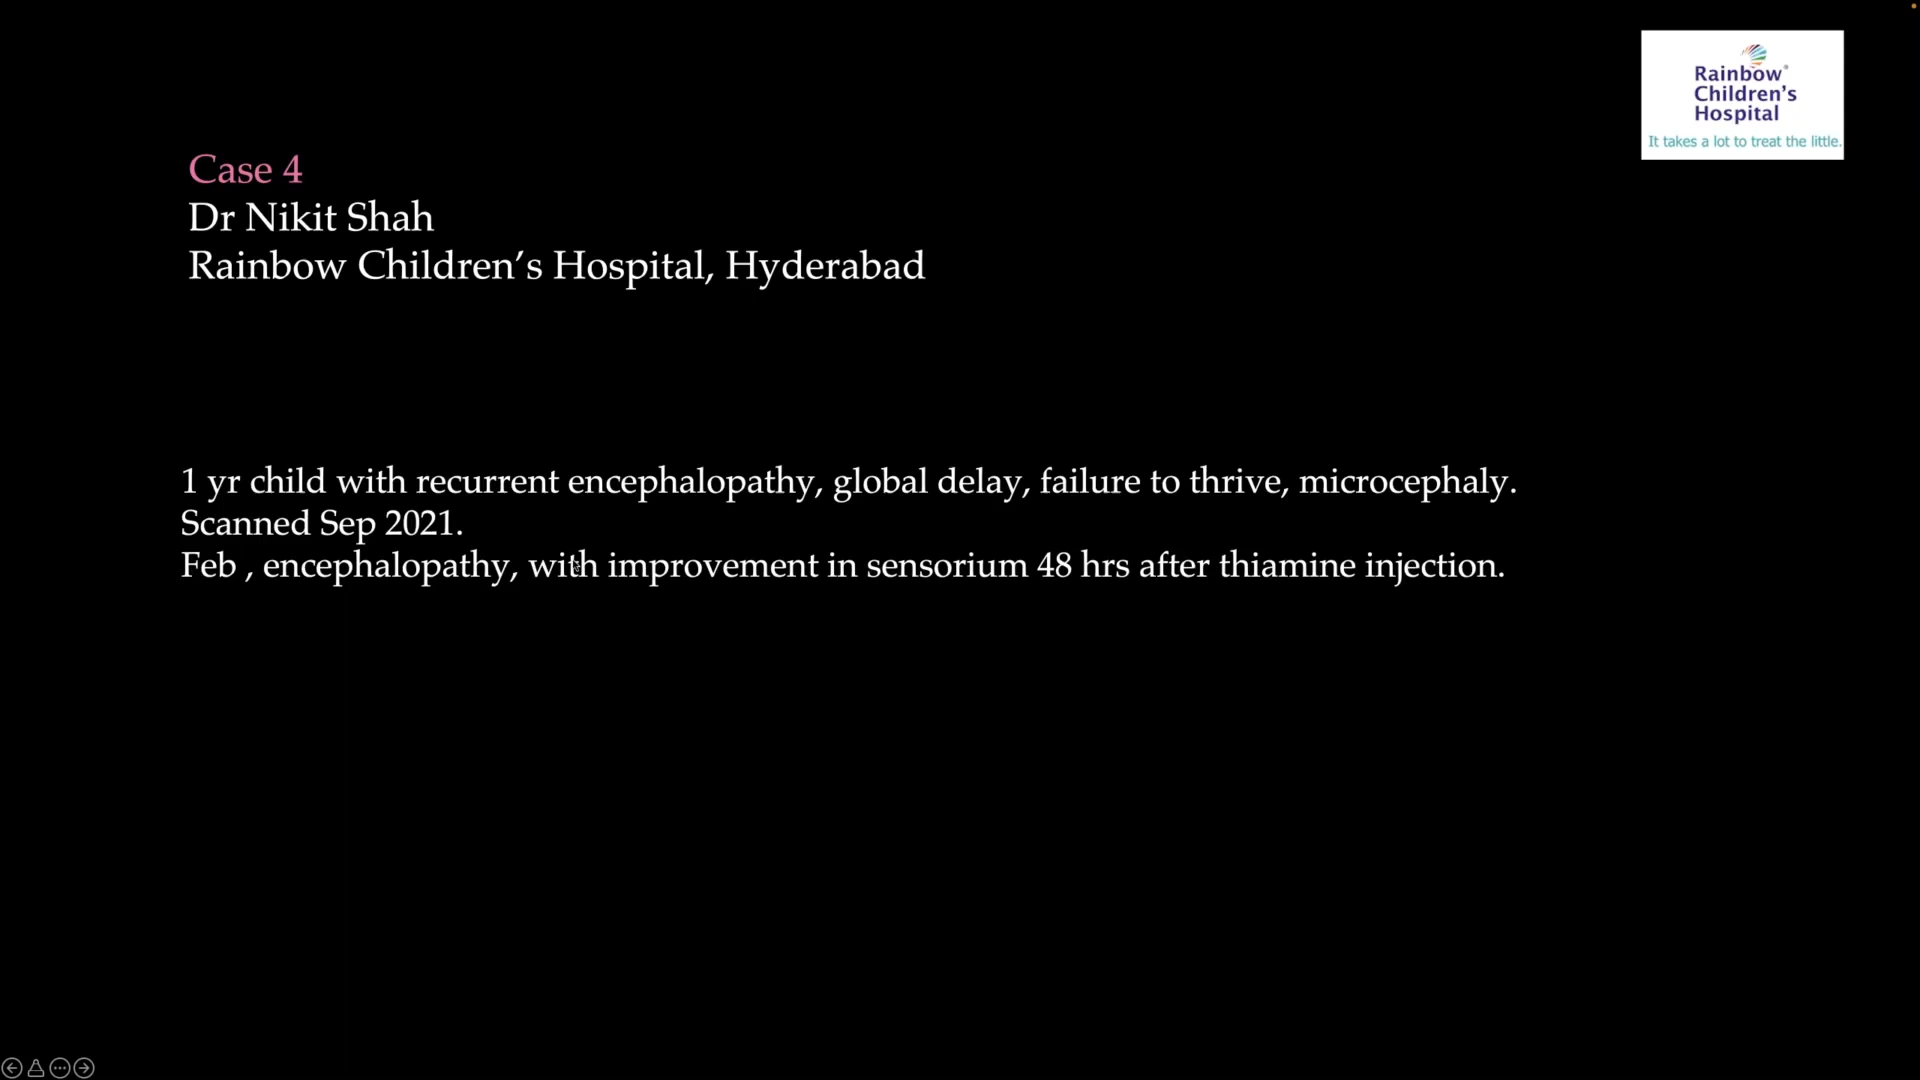 Rainbow®
Children's
Hospital
It takes a lot to treat the little.
Case 4
Dr Nikit Shah
Rainbow Children’s Hospital, Hyderabad
1 yr child with recurrent encephalopathy, global delay, failure to thrive, microcephaly.
Scanned Sep 2021.
Feb , encephalopathy, with improvement in sensorium 48 hrs after thiamine injection.